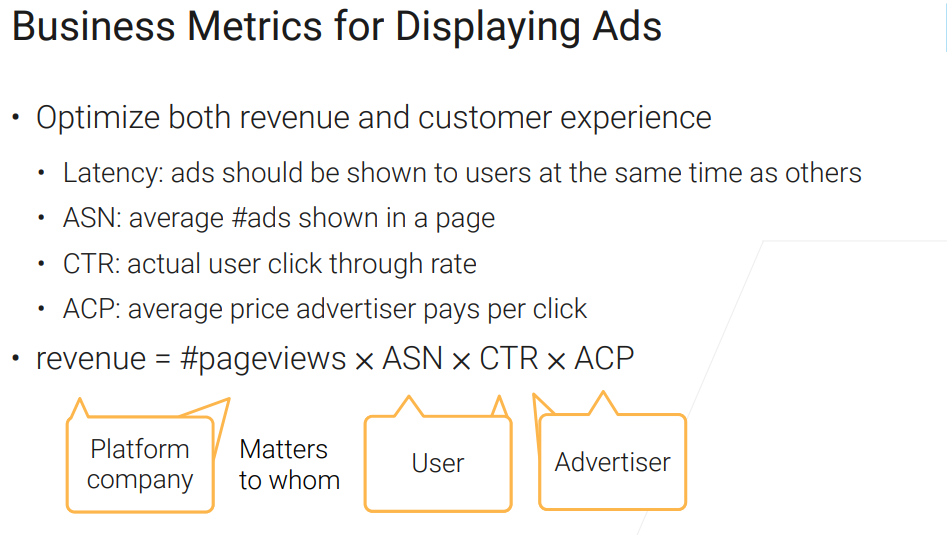 Business Metrics for Displaying Ads
• Optimize both revenue and customer experience
• Latency: ads should be shown to users at the same time as others
• ASN: average #ads shown in a page
• CTR: actual user click through rate
• ACP: average price advertiser pays per click
• revenue = #pageviews × ASN × CTR × ACP
Platform
company
Matters
to whom
User
Advertiser